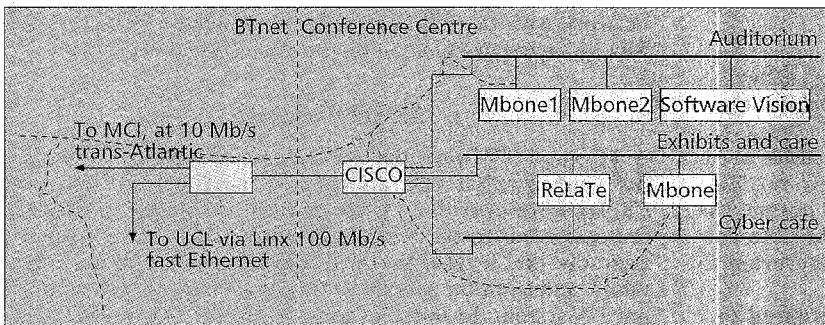 BTnet
Conference Centre
Auditorium
Mbone1
Mbone2
Software Vision
To MCI, at 10 Mb/s
trans-Atlantic
Exhibits and care
CISCO
ReLaTe
Mbone
Cyber cafe
To UCL via Linx 100 Mb/s
fast Ethernet